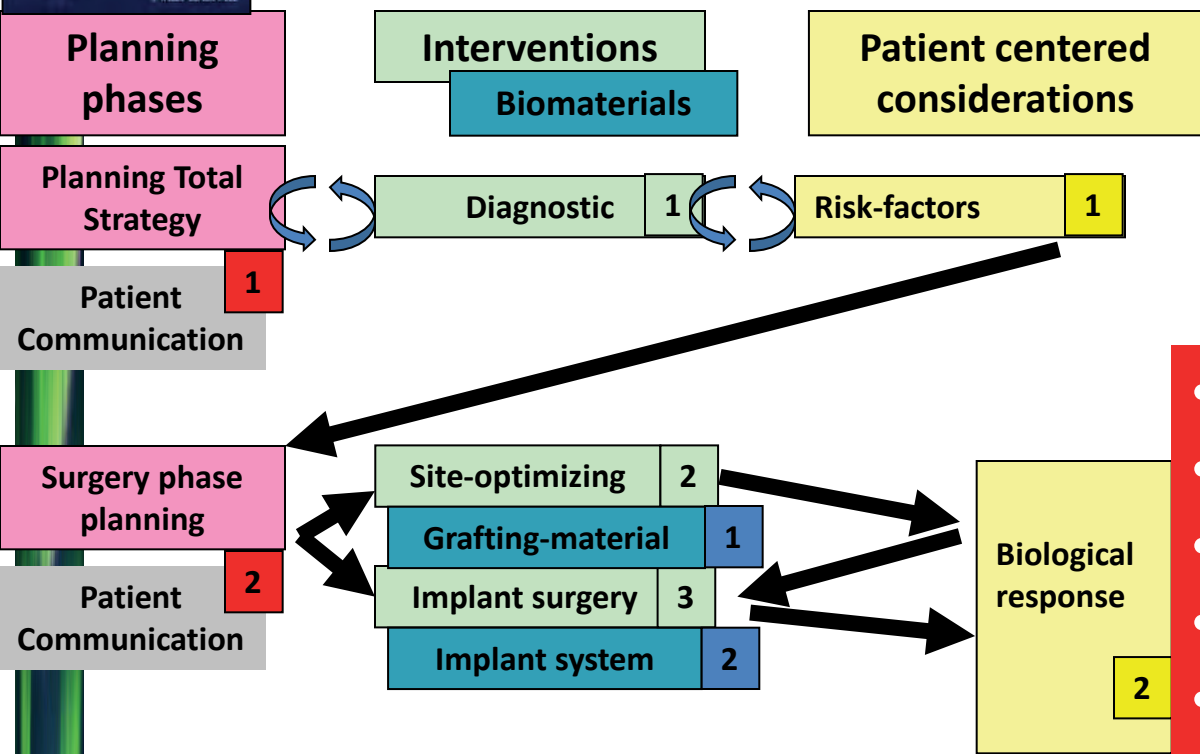 Planning
phases
Interventions
Biomaterials
Patient centered
considerations
Planning Total
Strategy
1
Patient
Communication
Diagnostic 1
Risk-factors 1
Surgery phase
planning
2
Patient
Communication
Site-optimizing 2
Grafting-material 1
Implant surgery 3
Implant system 2
Biological
response
2